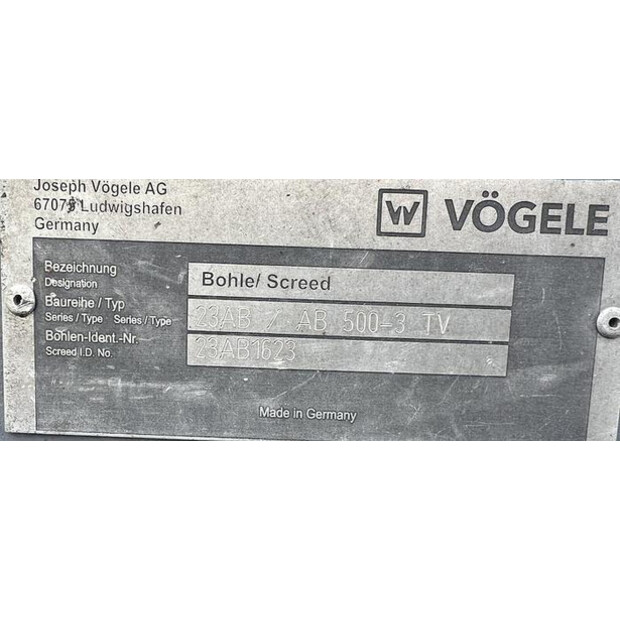 Joseph Vögele AG
67075 Ludwigshafen
Germany
VÖGELE
Bezeichnung
Designation
Bohle/ Screed
Baureihe / Typ
Series / Type Series / Type
23AB / AB 500-3 TV
Bohlen-Ident.-Nr.
Screed I.D. No.
23AB1623
Made in Germany